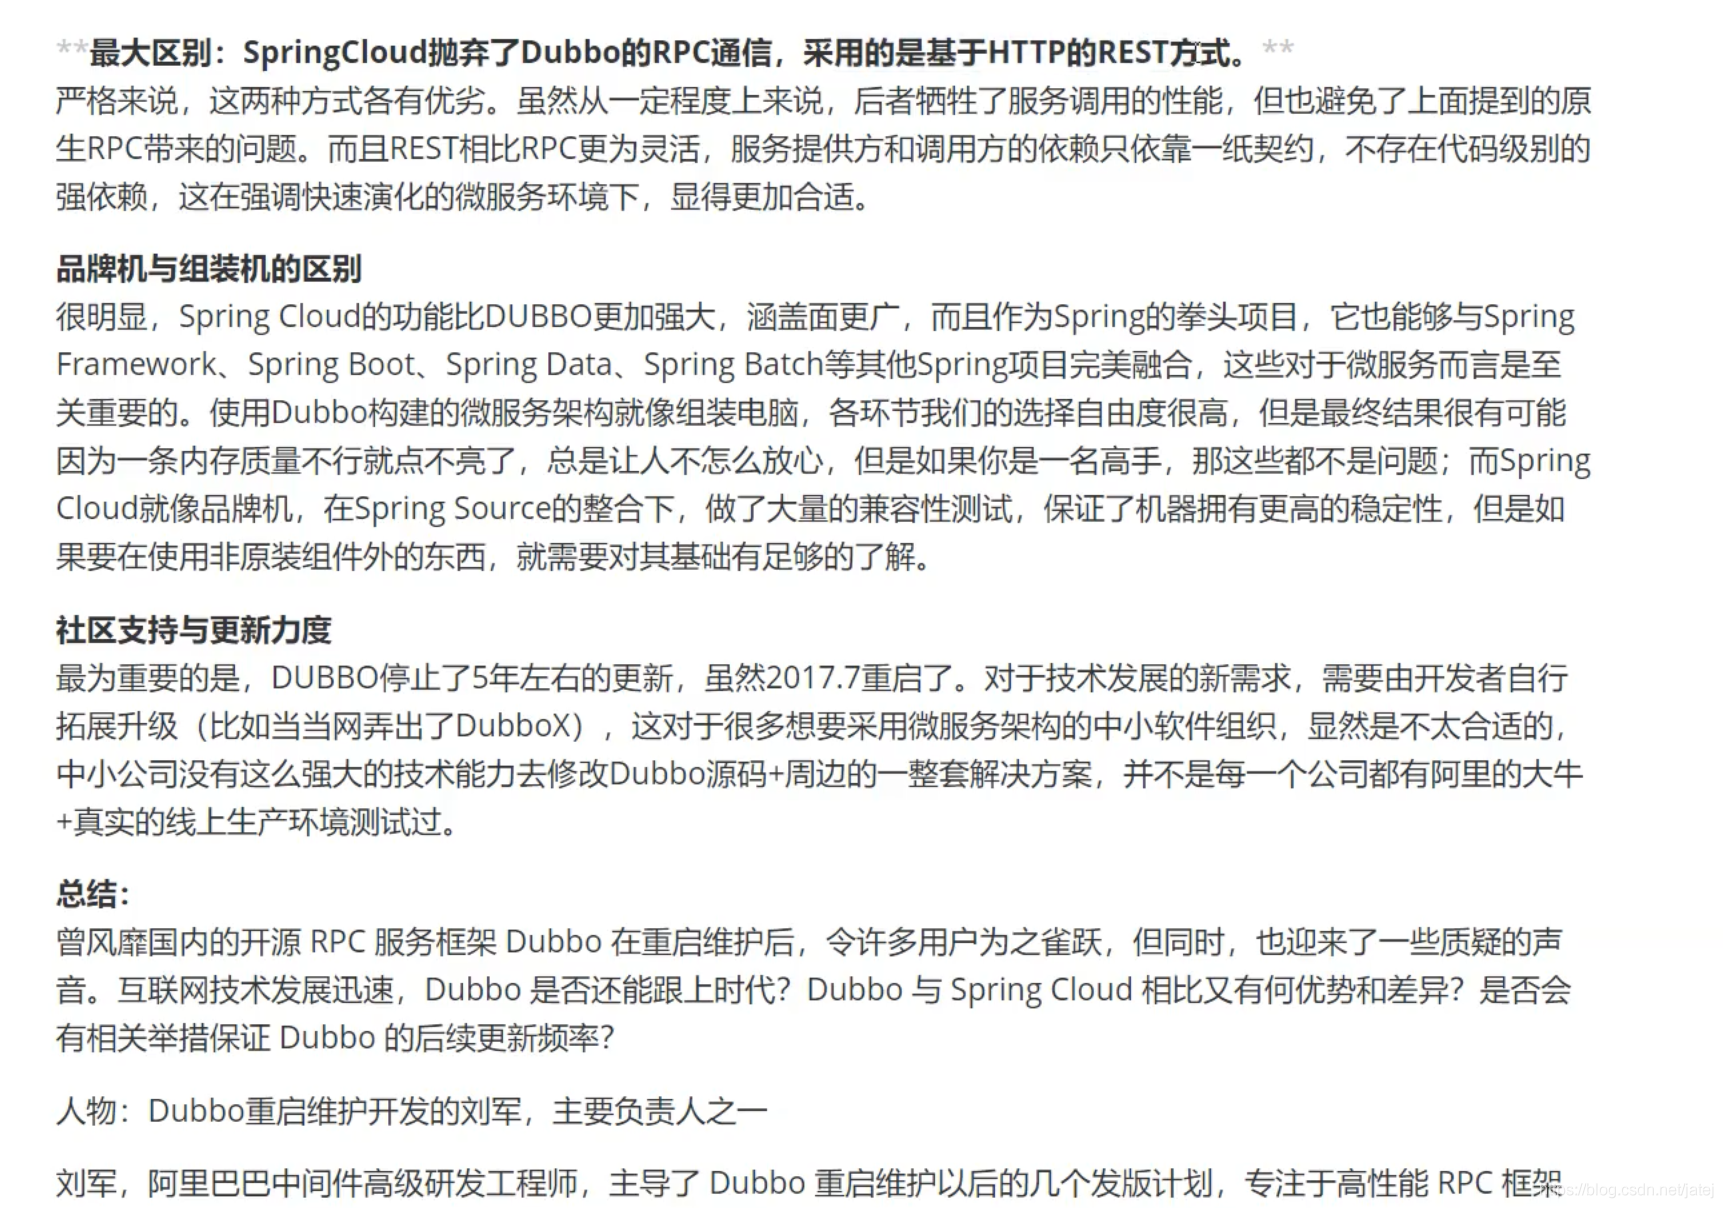 **最大区别：SpringCloud抛弃了Dubbo的RPC通信，采用的是基于HTTP的REST方式。**
严格来说，这两种方式各有优劣。虽然从一定程度上来说，后者牺牲了服务调用的性能，但也避免了上面提到的原
生RPC带来的问题。而且REST相比RPC更为灵活，服务提供方和调用方的依赖只依靠一纸契约，不存在代码级别的
强依赖，这在强调快速演化的微服务环境下，显得更加合适。
品牌机与组装机的区别
很明显，Spring Cloud的功能比DUBBO更加强大，涵盖面更广，而且作为Spring的拳头项目，它也能够与Spring
Framework、Spring Boot、Spring Data、Spring Batch等其他Spring项目完美融合，这些对于微服务而言是至
关重要的。使用Dubbo构建的微服务架构就像组装电脑，各环节我们的选择自由度很高，但是最终结果很有可能
因为一条内存质量不行就点不亮了，总是让人不怎么放心，但是如果你是一名高手，那这些都不是问题；而Spring
Cloud就像品牌机，在Spring Source的整合下，做了大量的兼容性测试，保证了机器拥有更高的稳定性，但是如
果要在使用非原装组件外的东西，就需要对其基础有足够的了解。
社区支持与更新力度
最为重要的是，DUBBO停止了5年左右的更新，虽然2017.7重启了。对于技术发展的新需求，需要由开发者自行
拓展升级（比如当当网弄出了DubboX），这对于很多想要采用微服务架构的中小软件组织，显然是不太合适的，
中小公司没有这么强大的技术能力去修改Dubbo源码+周边的一整套解决方案，并不是每一个公司都有阿里的大牛
+真实的线上生产环境测试过。
总结：
曾风靡国内的开源 RPC 服务框架 Dubbo 在重启维护后，令许多用户为之雀跃，但同时，也迎来了一些质疑的声
音。互联网技术发展迅速，Dubbo 是否还能跟上时代？Dubbo 与 Spring Cloud 相比又有何优势和差异？是否会
有相关举措保证 Dubbo 的后续更新频率？
人物：Dubbo重启维护开发的刘军，主要负责人之一
刘军，阿里巴巴中间件高级研发工程师，主导了 Dubbo 重启维护以后的几个发版计划，专注于高性能 RPC 框架
https://blog.csdn.net/jatej